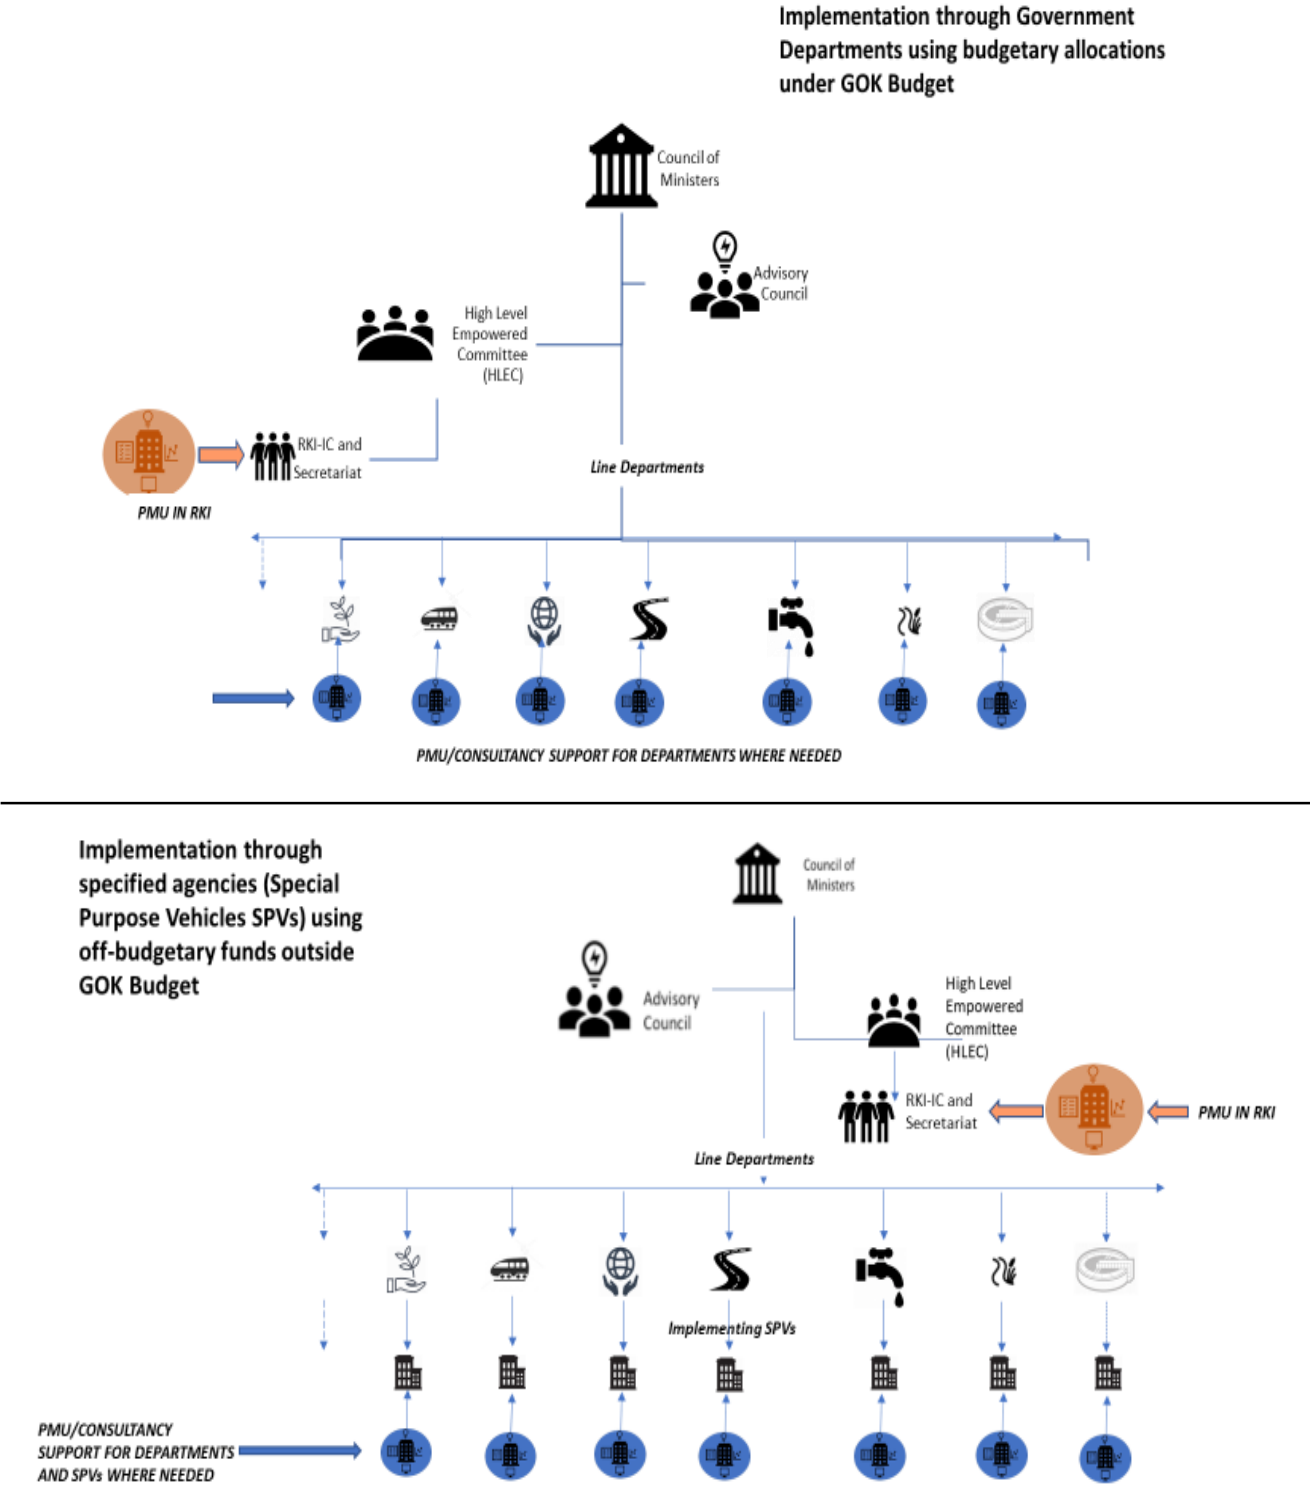 Implementation through Government
Departments using budgetary allocations
under GOK Budget
Council of
Ministers
Advisory
Council
High Level
Empowered
Committee
(HLEC)
RKI-IC and
Secretariat
PMU IN RKI
Line Departments
PMU/CONSULTANCY SUPPORT FOR DEPARTMENTS WHERE NEEDED
Implementation through
specified agencies (Special
Purpose Vehicles SPVs) using
off-budgetary funds outside
GOK Budget
Council of
Ministers
Advisory
Council
High Level
Empowered
Committee
(HLEC)
RKI-IC and
Secretariat
PMU IN RKI
Line Departments
Implementing SPVs
PMU/CONSULTANCY
SUPPORT FOR DEPARTMENTS
AND SPVs WHERE NEEDED